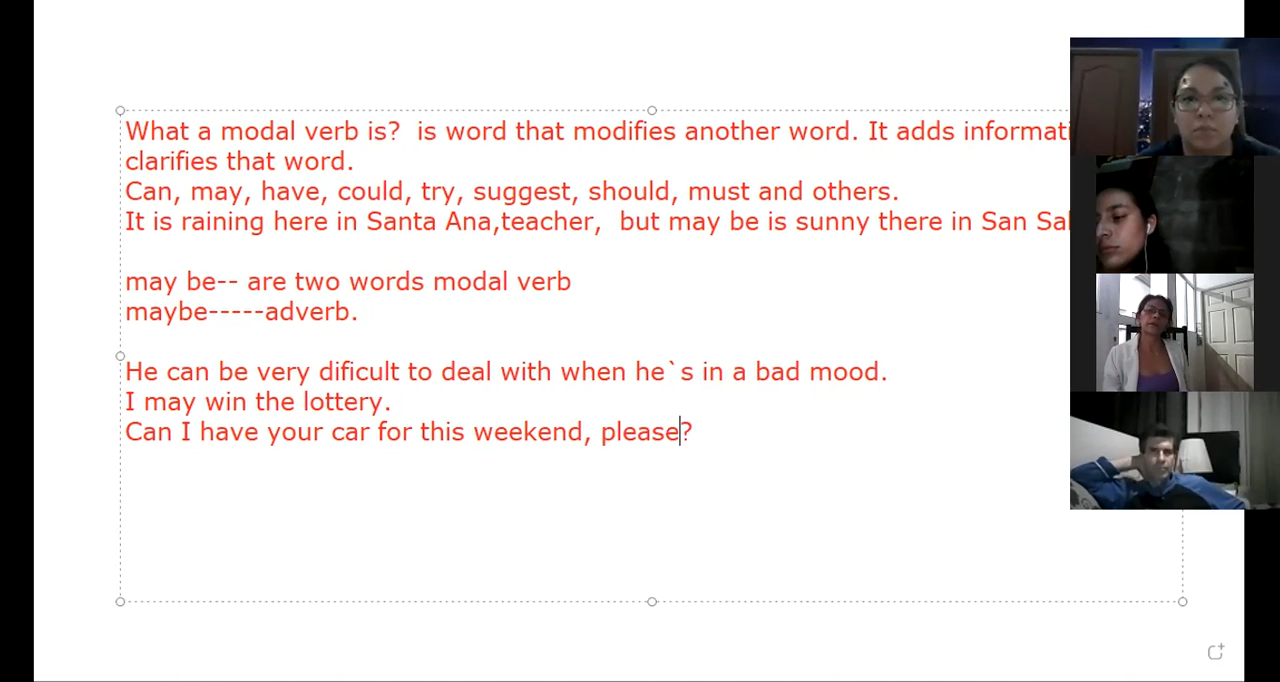 What a modal verb is?  is word that modifies another word. It adds
clarifies that word.
Can, may, have, could, try, suggest, should, must and others.
It is raining here in Santa Ana,teacher,  but may be is sunny there in San
may be-- are two words modal verb
maybe-----adverb.
He can be very dificult to deal with when he`s in a bad mood.
I may win the lottery.
Can I have your car for this weekend, please?